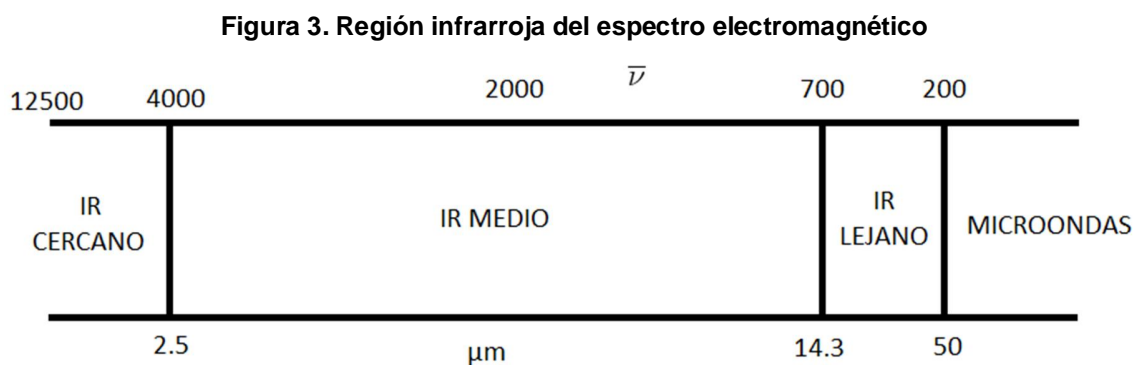 Figura 3. Región infrarroja del espectro electromagnético
12500 4000 2000 ν̅ 700 200
IR
CERCANO
IR MEDIO
IR
LEJANO
MICROONDAS
2.5 µm 14.3 50